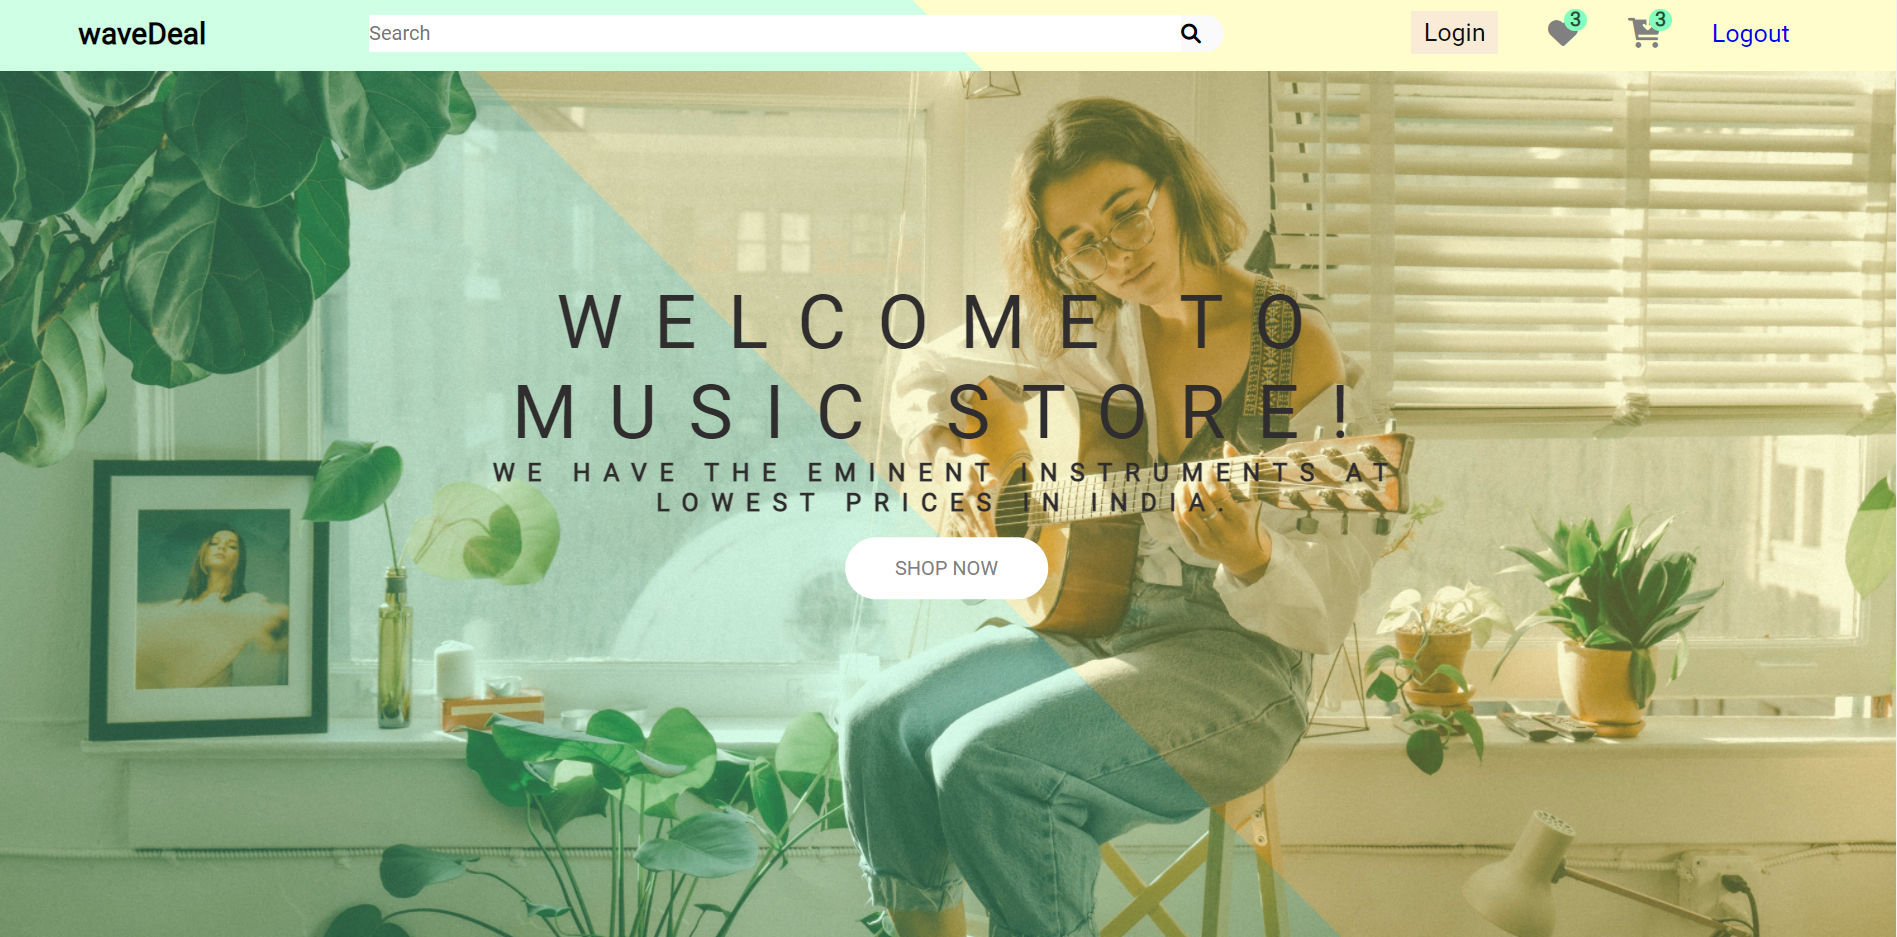 waveDeal
Search
Login
3
3
Logout
WELCOME TO
MUSIC STORE!
WE HAVE THE EMINENT INSTRUMENTS AT
LOWEST PRICES IN INDIA.
SHOP NOW